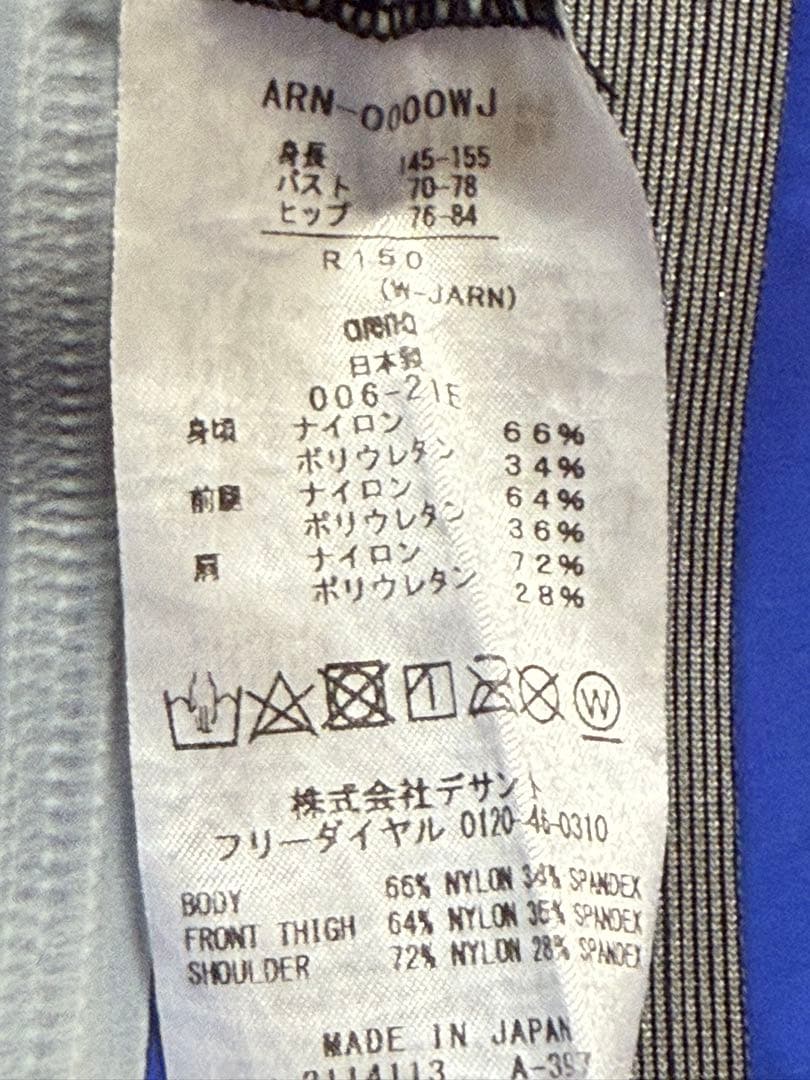 ARN-0000WJ
身長 145-155
バスト 70-78
ヒップ 76-84
R150
(W-JARN)
arena
日本製
006-21E
身頃 ナイロン 66%
ポリウレタン 34%
前腿 ナイロン 64%
ポリウレタン 36%
肩 ナイロン 72%
ポリウレタン 28%
W
株式会社デサント
フリーダイヤル 0120-46-0310
BODY 66% NYLON 34% SPANDEX
FRONT THIGH 64% NYLON 36% SPANDEX
SHOULDER 72% NYLON 28% SPANDEX
MADE IN JAPAN
2114113 A-397